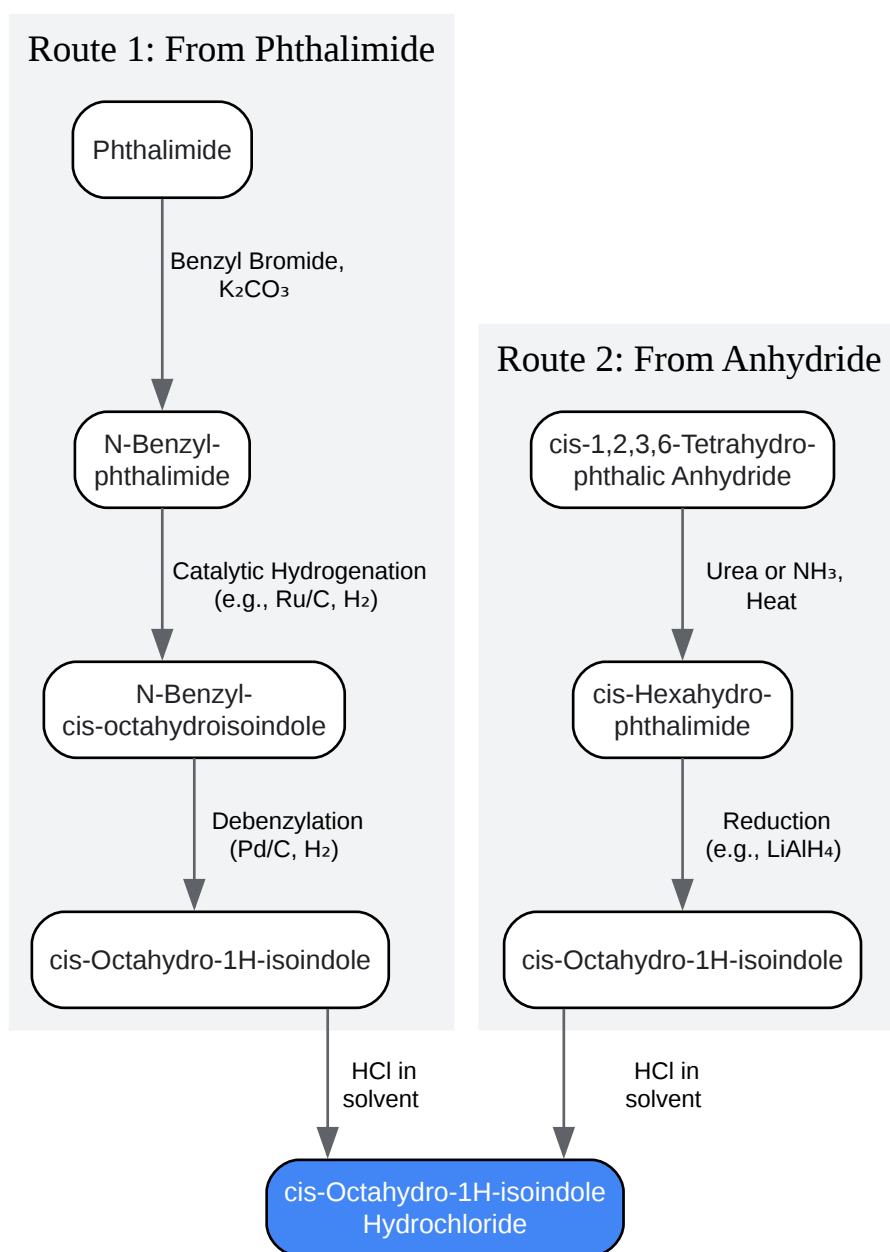 Route 1: From Phthalimide
Phthalimide
Benzyl Bromide,
K₂CO₃
N-Benzyl-
phthalimide
Catalytic Hydrogenation
(e.g., Ru/C, H₂)
N-Benzyl-
cis-octahydroisoindole
Debenzylation
(Pd/C, H₂)
cis-Octahydro-1H-isoindole
HCl in
solvent
Route 2: From Anhydride
cis-1,2,3,6-Tetrahydro-
phthalic Anhydride
Urea or NH₃,
Heat
cis-Hexahydro-
phthalimide
Reduction
(e.g., LiAlH₄)
cis-Octahydro-1H-isoindole
HCl in
solvent
cis-Octahydro-1H-isoindole
Hydrochloride